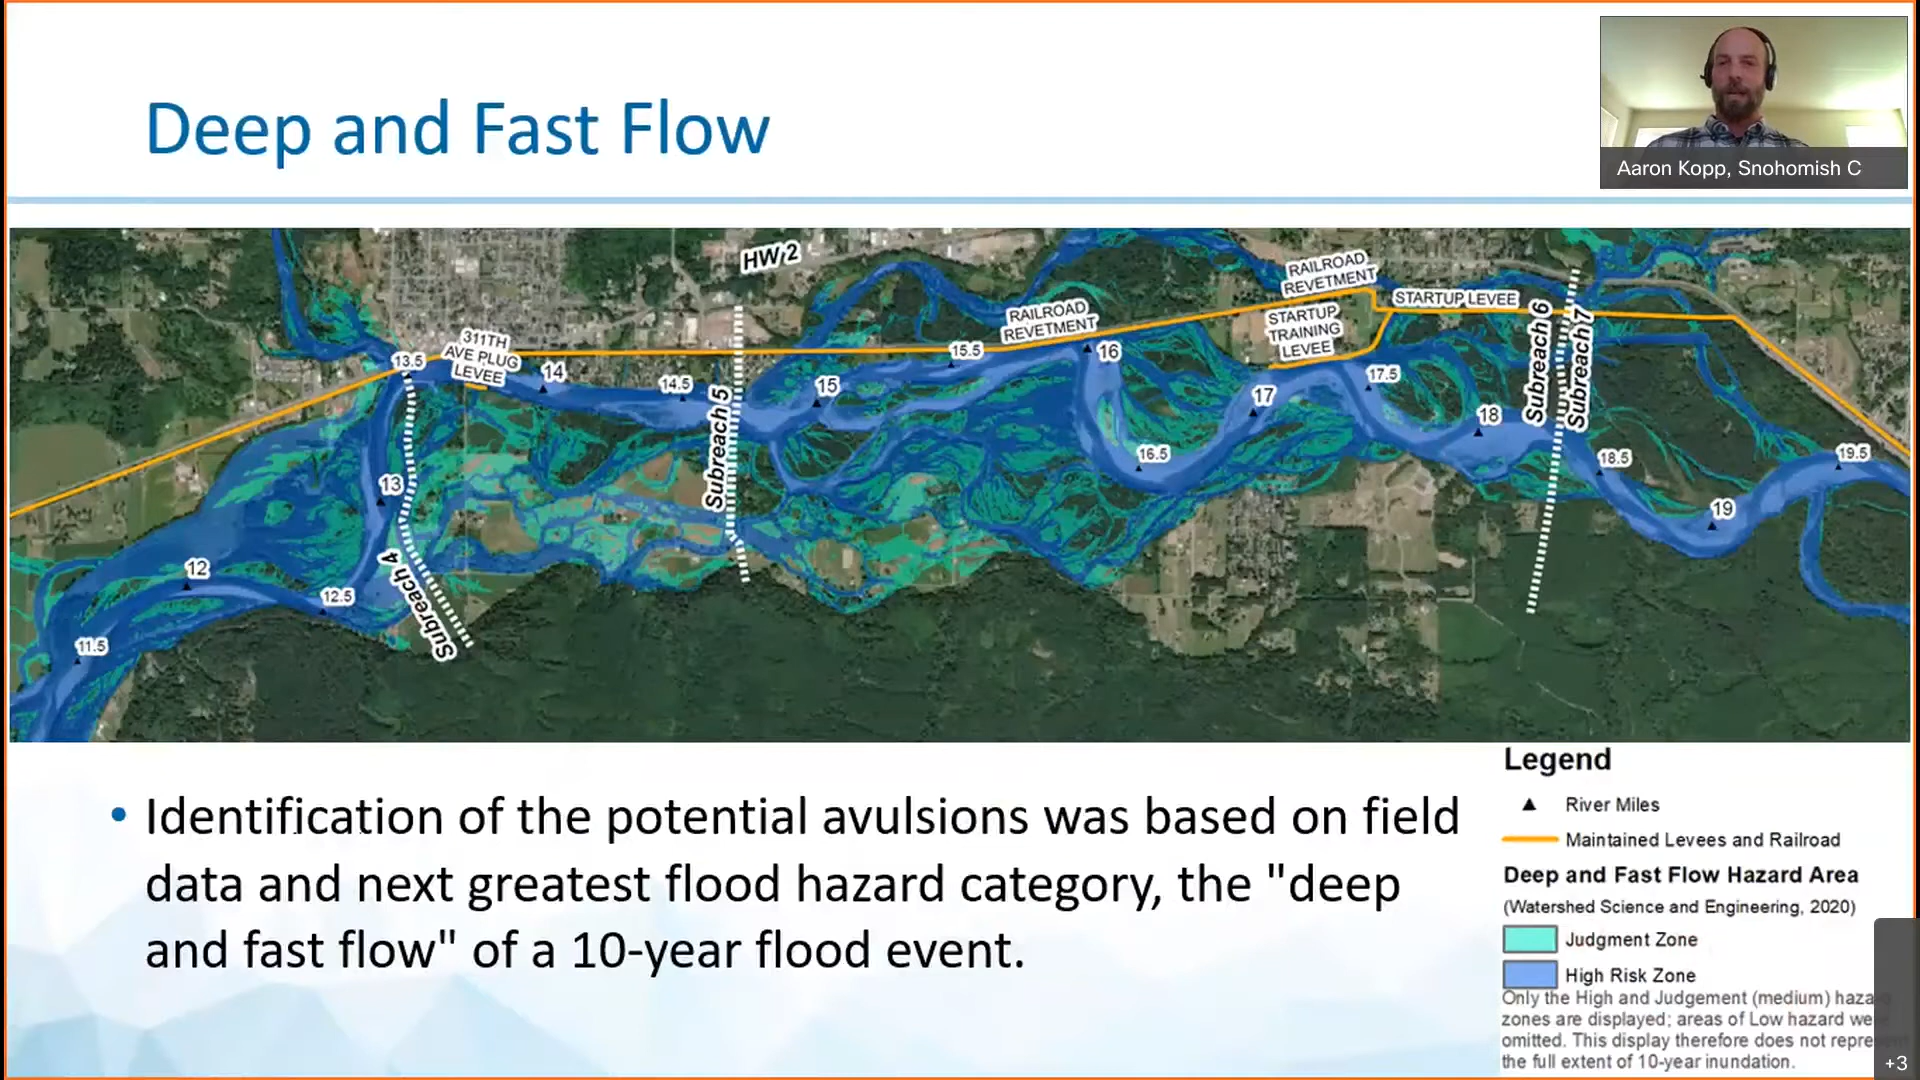 Deep and Fast Flow
Aaron Kopp, Snohomish C
HW 2
RAILROAD
REVETMENT
STARTUP LEVEE
RAILROAD
REVETMENT
STARTUP
TRAINING
LEVEE
311TH
AVE PLUG
LEVEE
13.5
14
14.5
15
15.5
16
16.5
17
17.5
18
18.5
19
19.5
13
12
12.5
11.5
Subreach 4
Subreach 5
Subreach 6
Subreach 7
• Identification of the potential avulsions was based on field
data and next greatest flood hazard category, the "deep
and fast flow" of a 10-year flood event.
Legend
River Miles
Maintained Levees and Railroad
Deep and Fast Flow Hazard Area
(Watershed Science and Engineering, 2020)
Judgment Zone
High Risk Zone
Only the High and Judgement (medium) haza
zones are displayed; areas of Low hazard we
omitted. This display therefore does not repres
the full extent of 10-year inundation.
+3